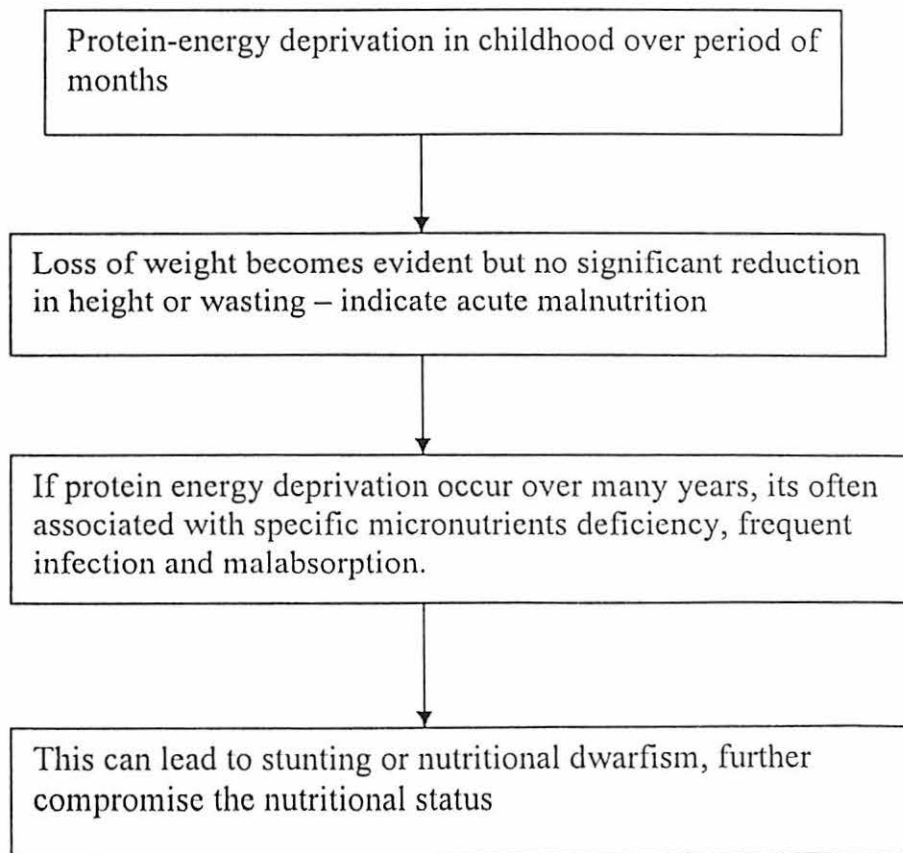 Protein-energy deprivation in childhood over period of
months
Loss of weight becomes evident but no significant reduction
in height or wasting – indicate acute malnutrition
If protein energy deprivation occur over many years, its often
associated with specific micronutrients deficiency, frequent
infection and malabsorption.
This can lead to stunting or nutritional dwarfism, further
compromise the nutritional status